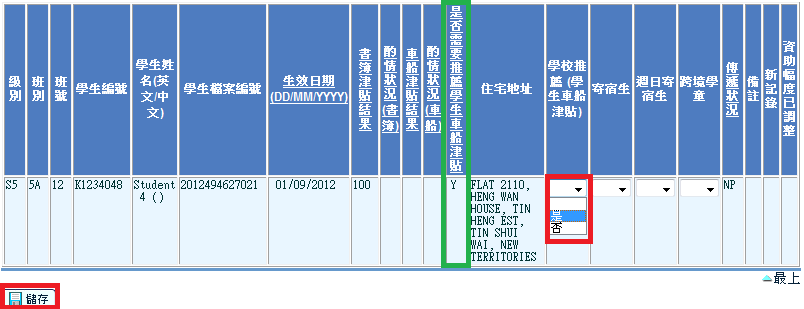 級別
班別
班號
學生編號
學生姓名(英文/中文)
學生檔案編號
生效日期
(DD/MM/YYYY)
書簿津貼結果
酌情狀況(書簿)
車船津貼結果
酌情狀況(車船)
是否需要推薦學生車船津貼
住宅地址
學校推薦 (學生車船津貼)
寄宿生
週日寄宿生
跨境學童
傳遞狀況
備註
新記錄
資助幅度已調整
S5
5A
12
K1234048
Student
4 ()
2012494627021
01/09/2012
100
Y
FLAT 2110,
HENG WAN
HOUSE, TIN
HENG EST,
TIN SHUI
WAI, NEW
TERRITORIES
是
否
NP
最上
儲存